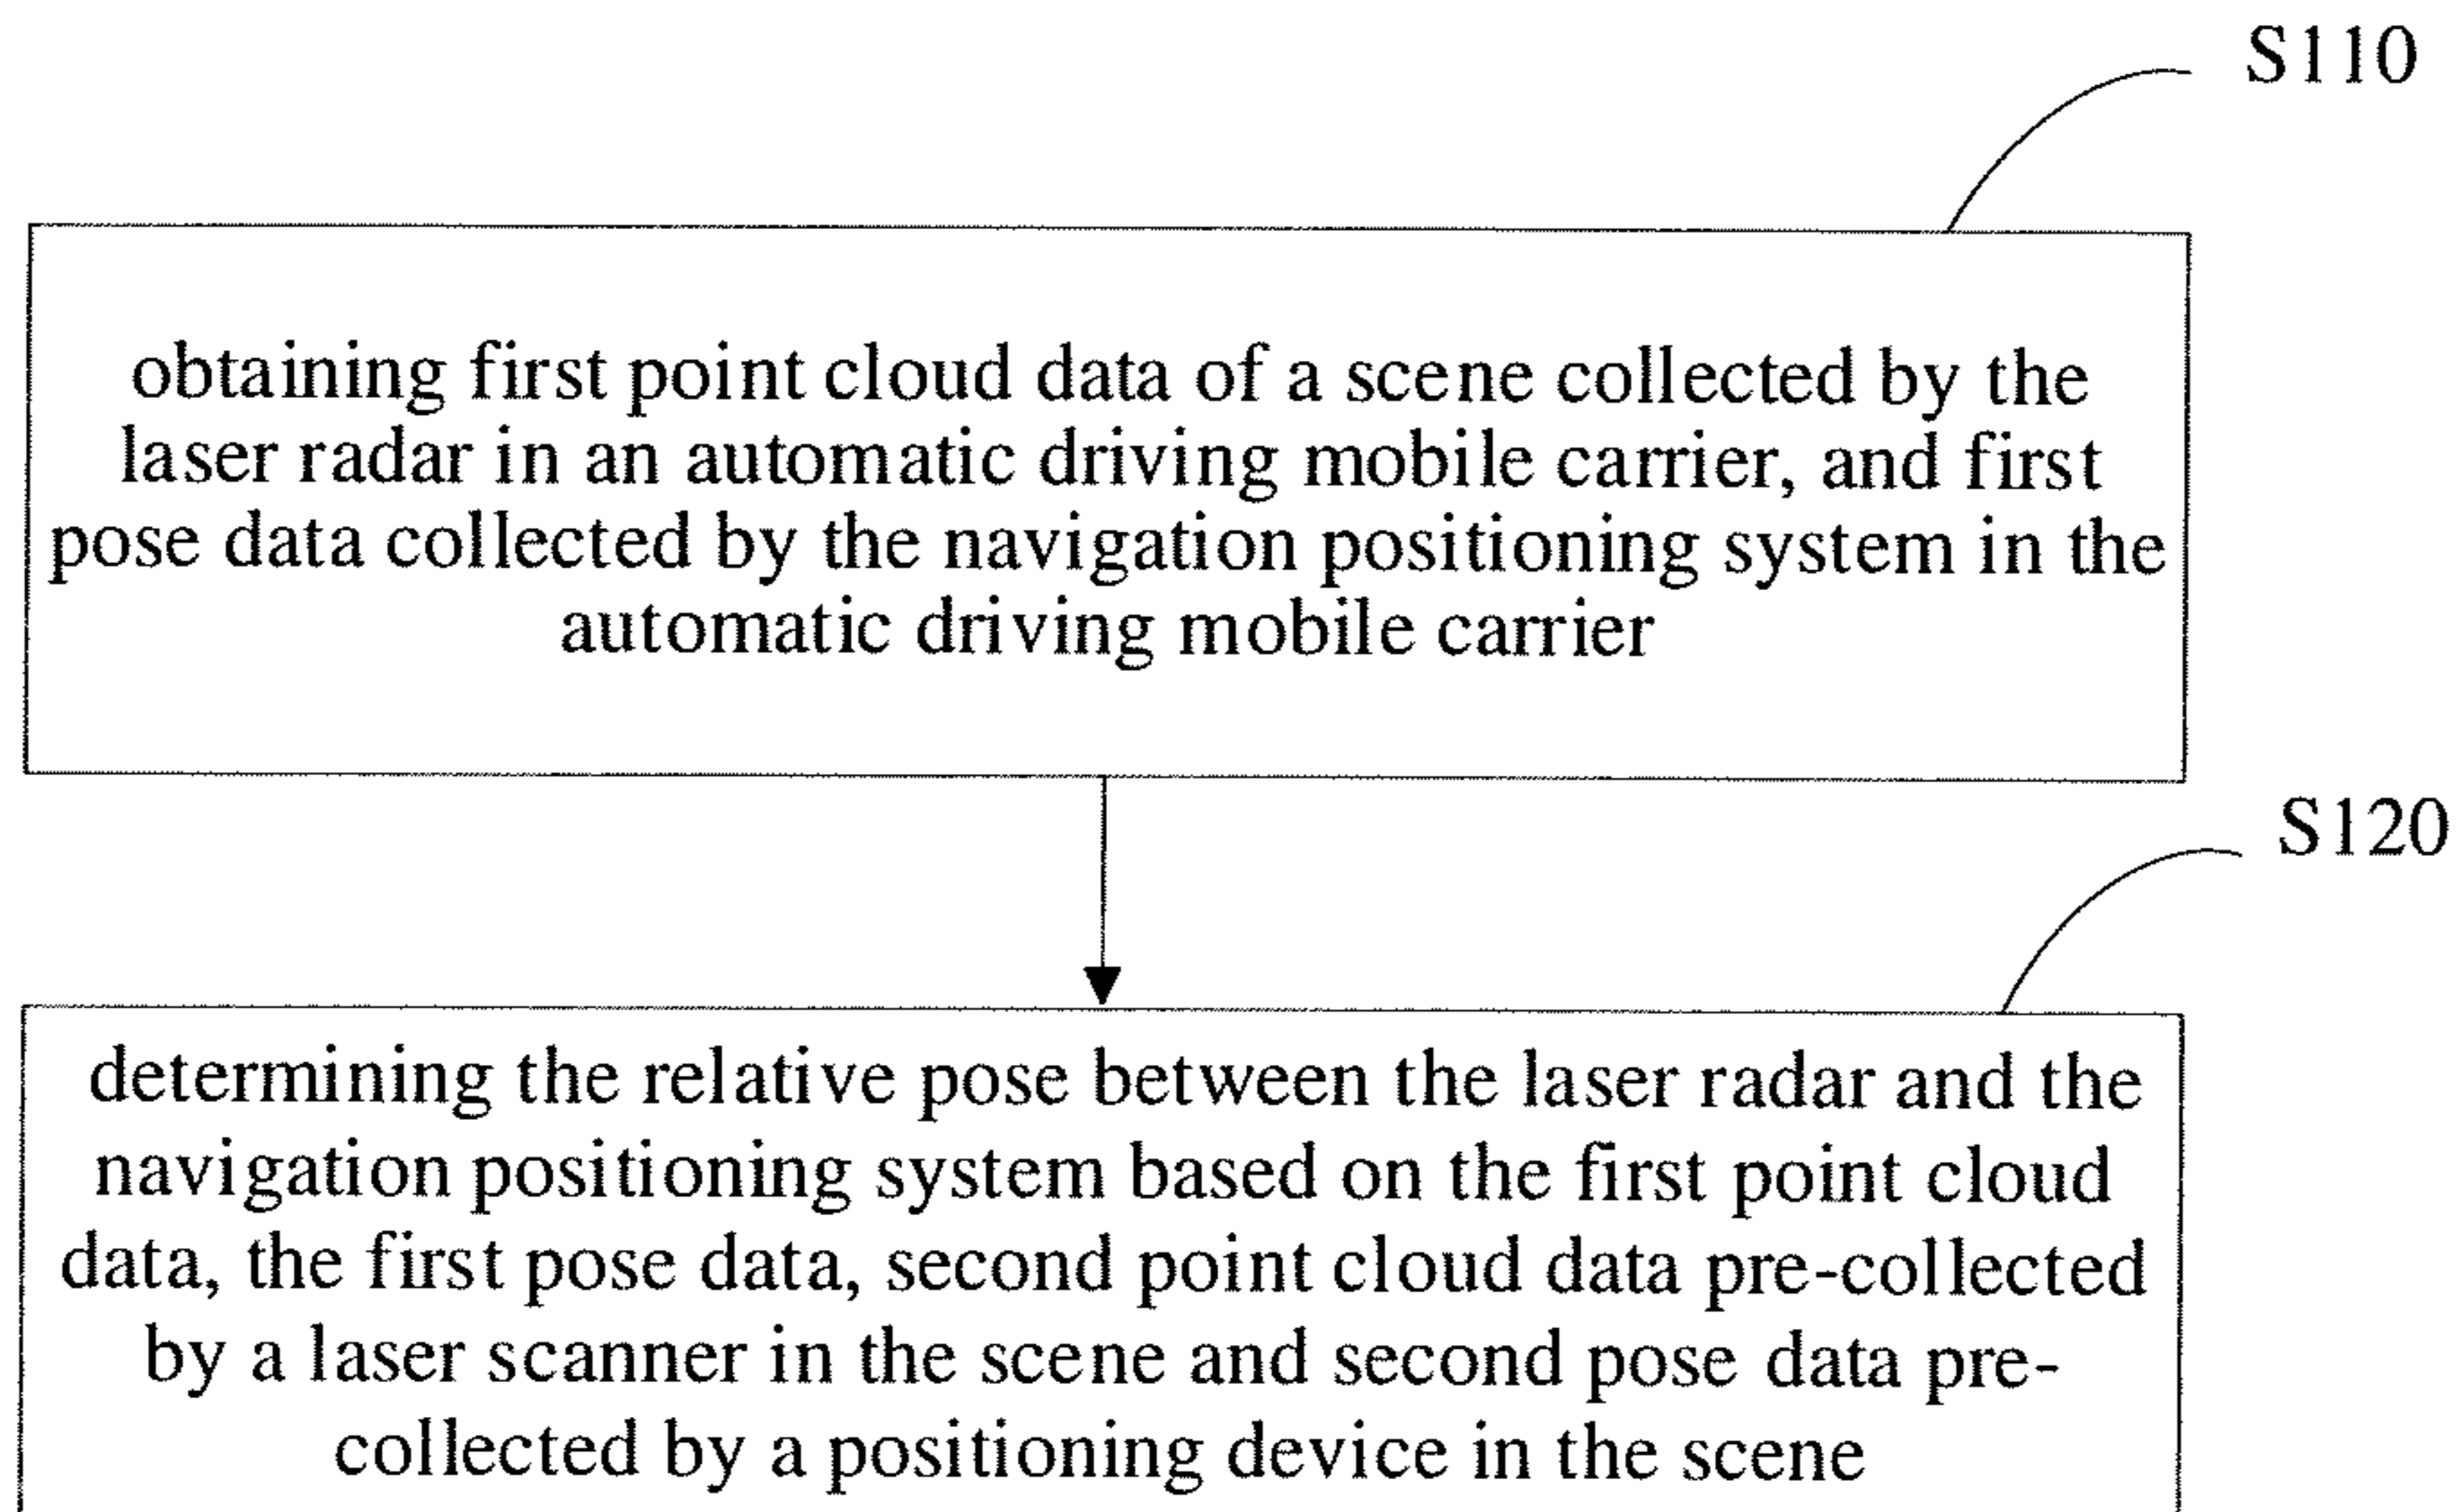 S110
obtaining first point cloud data of a scene collected by the
laser radar in an automatic driving mobile carrier, and first
pose data collected by the navigation positioning system in the
automatic driving mobile carrier
S120
determining the relative pose between the laser radar and the
navigation positioning system based on the first point cloud
data, the first pose data, second point cloud data pre-collected
by a laser scanner in the scene and second pose data pre-
collected by a positioning device in the scene